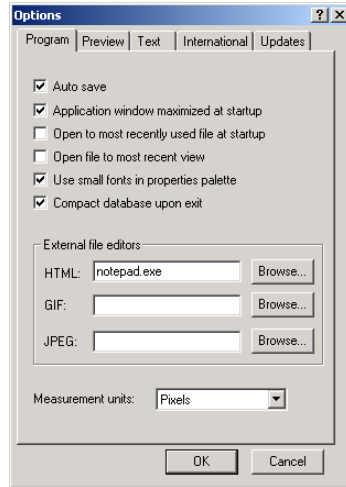 Options
Program Preview Text International Updates
Auto save
Application window maximized at startup
Open to most recently used file at startup
Open file to most recent view
Use small fonts in properties palette
Compact database upon exit
External file editors
HTML: notepad.exe Browse...
GIF: Browse...
JPEG: Browse...
Measurement units: Pixels
OK Cancel